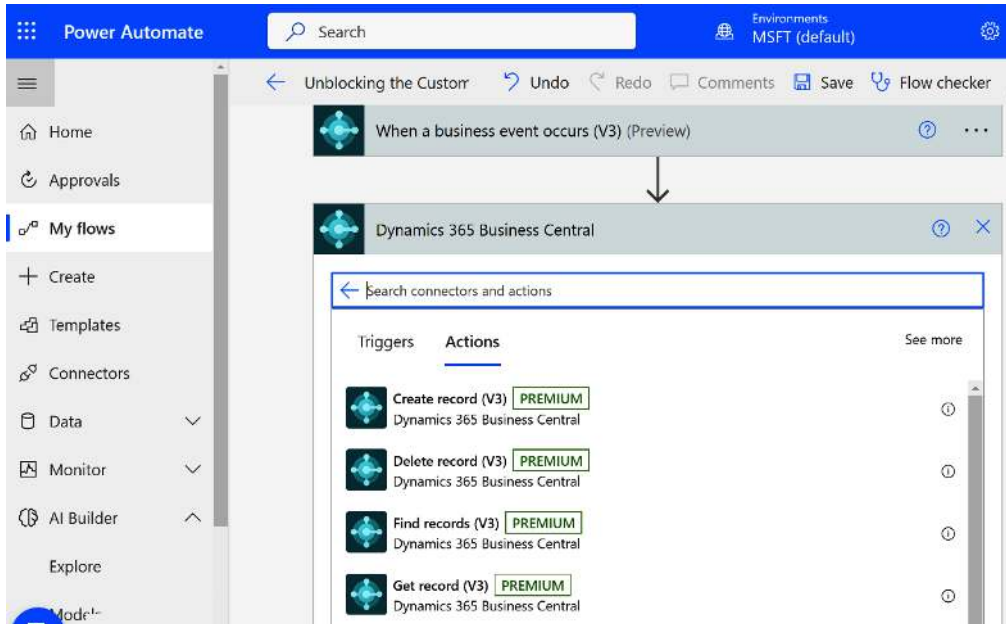 Power Automate
Search
Environments
MSFT (default)
Unblocking the Custom
Undo
Redo
Comments
Save
Flow checker
Home
Approvals
My flows
Create
Templates
Connectors
Data
Monitor
AI Builder
Explore
When a business event occurs (V3) (Preview)
Dynamics 365 Business Central
Search connectors and actions
Triggers
Actions
See more
Create record (V3) PREMIUM
Dynamics 365 Business Central
Delete record (V3) PREMIUM
Dynamics 365 Business Central
Find records (V3) PREMIUM
Dynamics 365 Business Central
Get record (V3) PREMIUM
Dynamics 365 Business Central